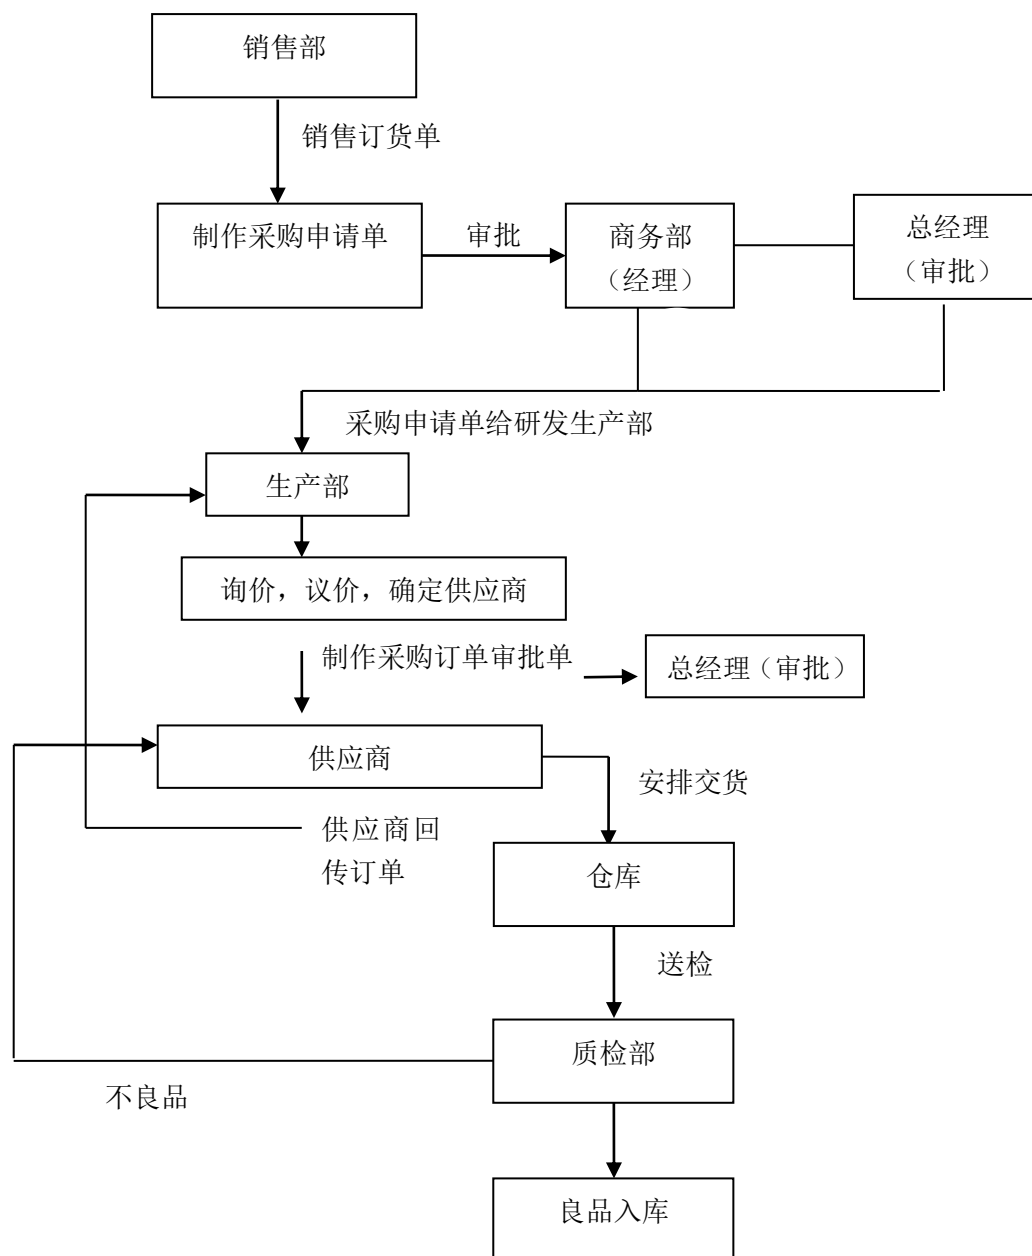 销售部
销售订货单
制作采购申请单
审批
商务部
（经理）
总经理
（审批）
采购申请单给研发生产部
生产部
询价，议价，确定供应商
制作采购订单审批单
总经理（审批）
供应商
安排交货
供应商回
传订单
仓库
送检
质检部
不良品
良品入库